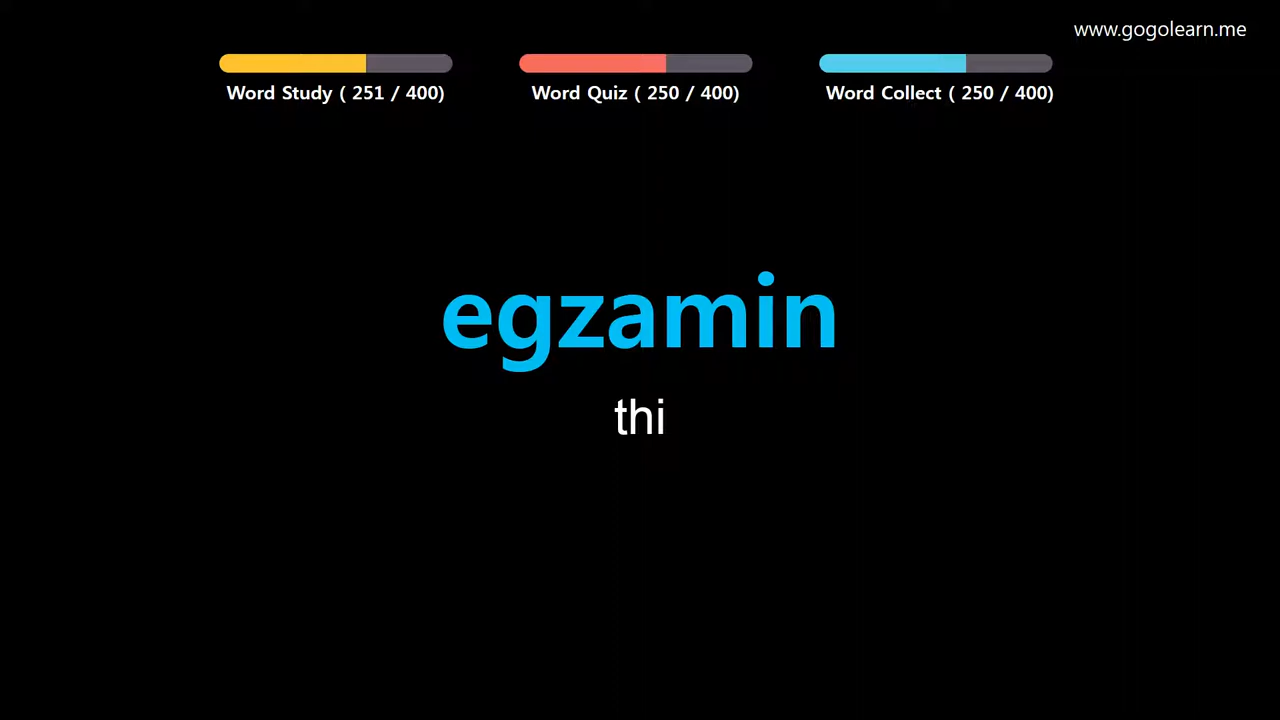 www.gogolearn.me
Word Study ( 251 / 400)
Word Quiz ( 250 / 400)
Word Collect ( 250 / 400)
egzamin
thi